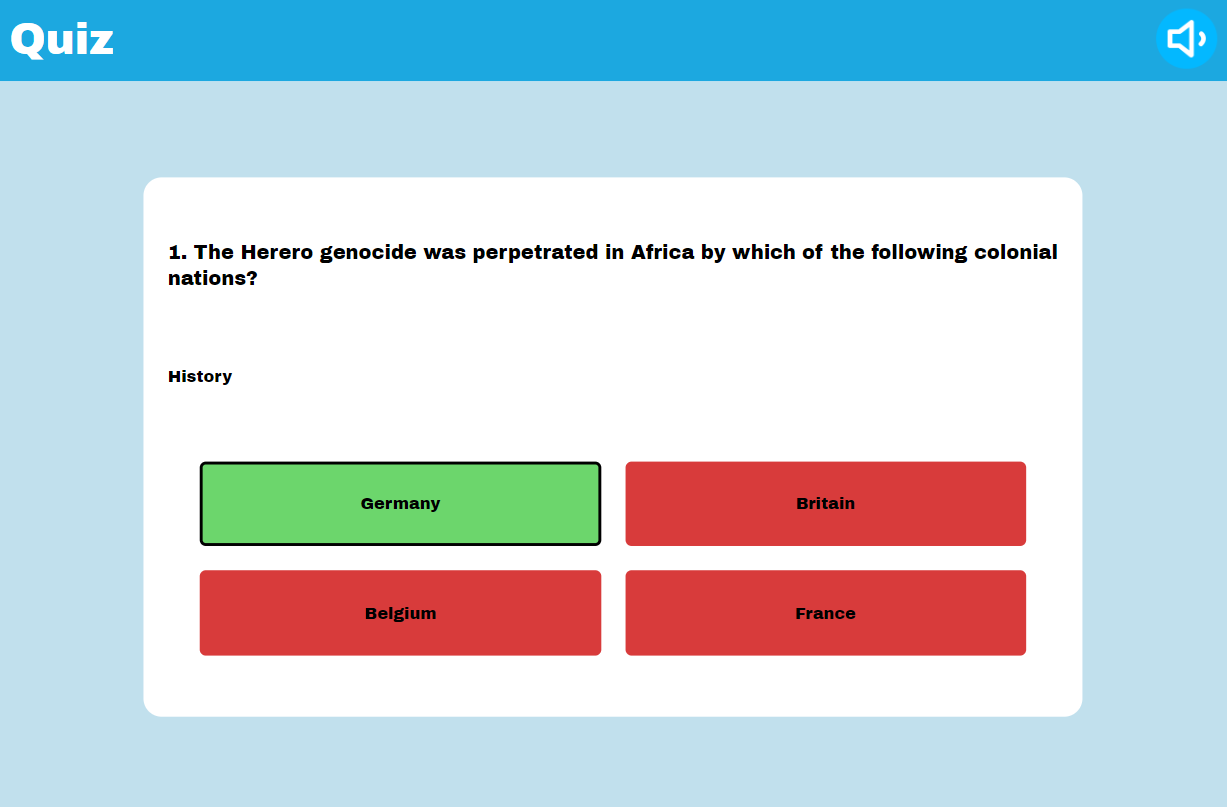 Quiz
1. The Herero genocide was perpetrated in Africa by which of the following colonial
nations?
History
Germany
Britain
Belgium
France